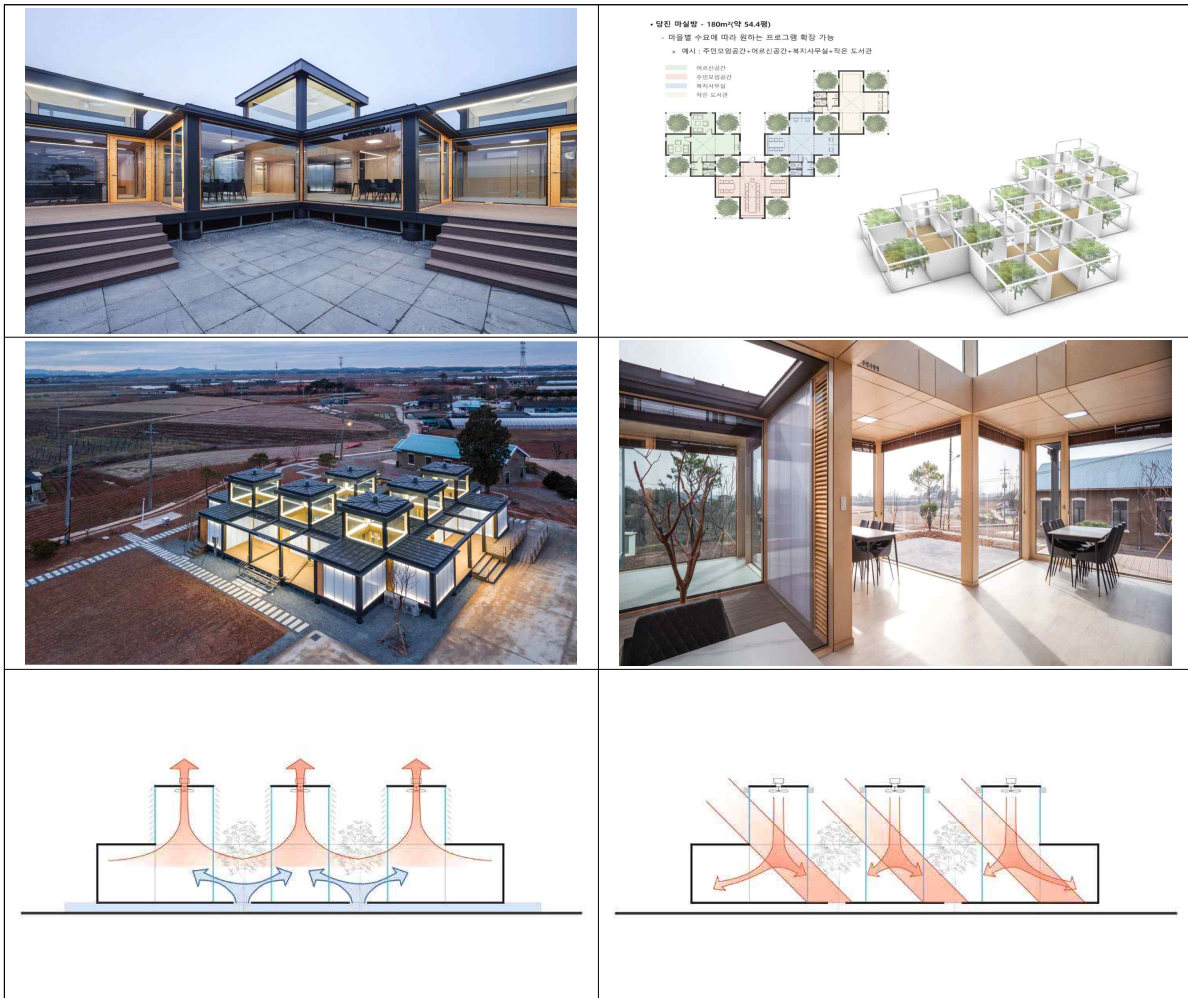 • 당진 마실방 - 180m²(약 54.4평)
- 마을별 수요에 따라 원하는 프로그램 확장 가능
» 예시 : 주민모임공간+어르신공간+복지사무실+작은 도서관
어르신공간
주민모임공간
복지사무실
작은 도서관